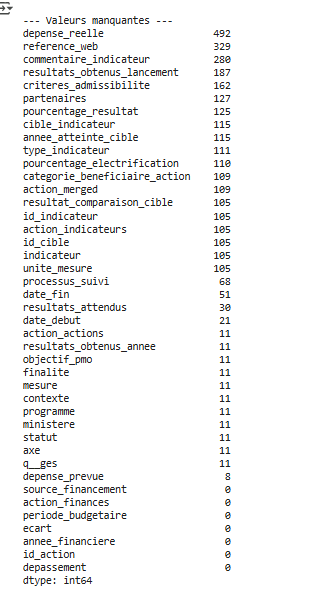 --- Valeurs manquantes ---
depense_reelle 492
reference_web 329
commentaire_indicateur 280
resultats_obtenus_lancement 187
criteres_admissibilite 162
partenaires 127
pourcentage_resultat 125
cible_indicateur 115
annee_atteinte_cible 115
type_indicateur 111
pourcentage_electrification 110
categorie_beneficiaire_action 109
action_merged 109
resultat_comparaison_cible 105
id_indicateur 105
action_indicateurs 105
id_cible 105
indicateur 105
unite_mesure 105
processus_suivi 68
date_fin 51
resultats_attendus 30
date_debut 21
action_actions 11
resultats_obtenus_annee 11
objectif_pmo 11
finalite 11
mesure 11
contexte 11
programme 11
ministere 11
statut 11
axe 11
q__ges 11
depense_prevue 8
source_financement 0
action_finances 0
periode_budgetaire 0
ecart 0
annee_financiere 0
id_action 0
depassement 0
dtype: int64